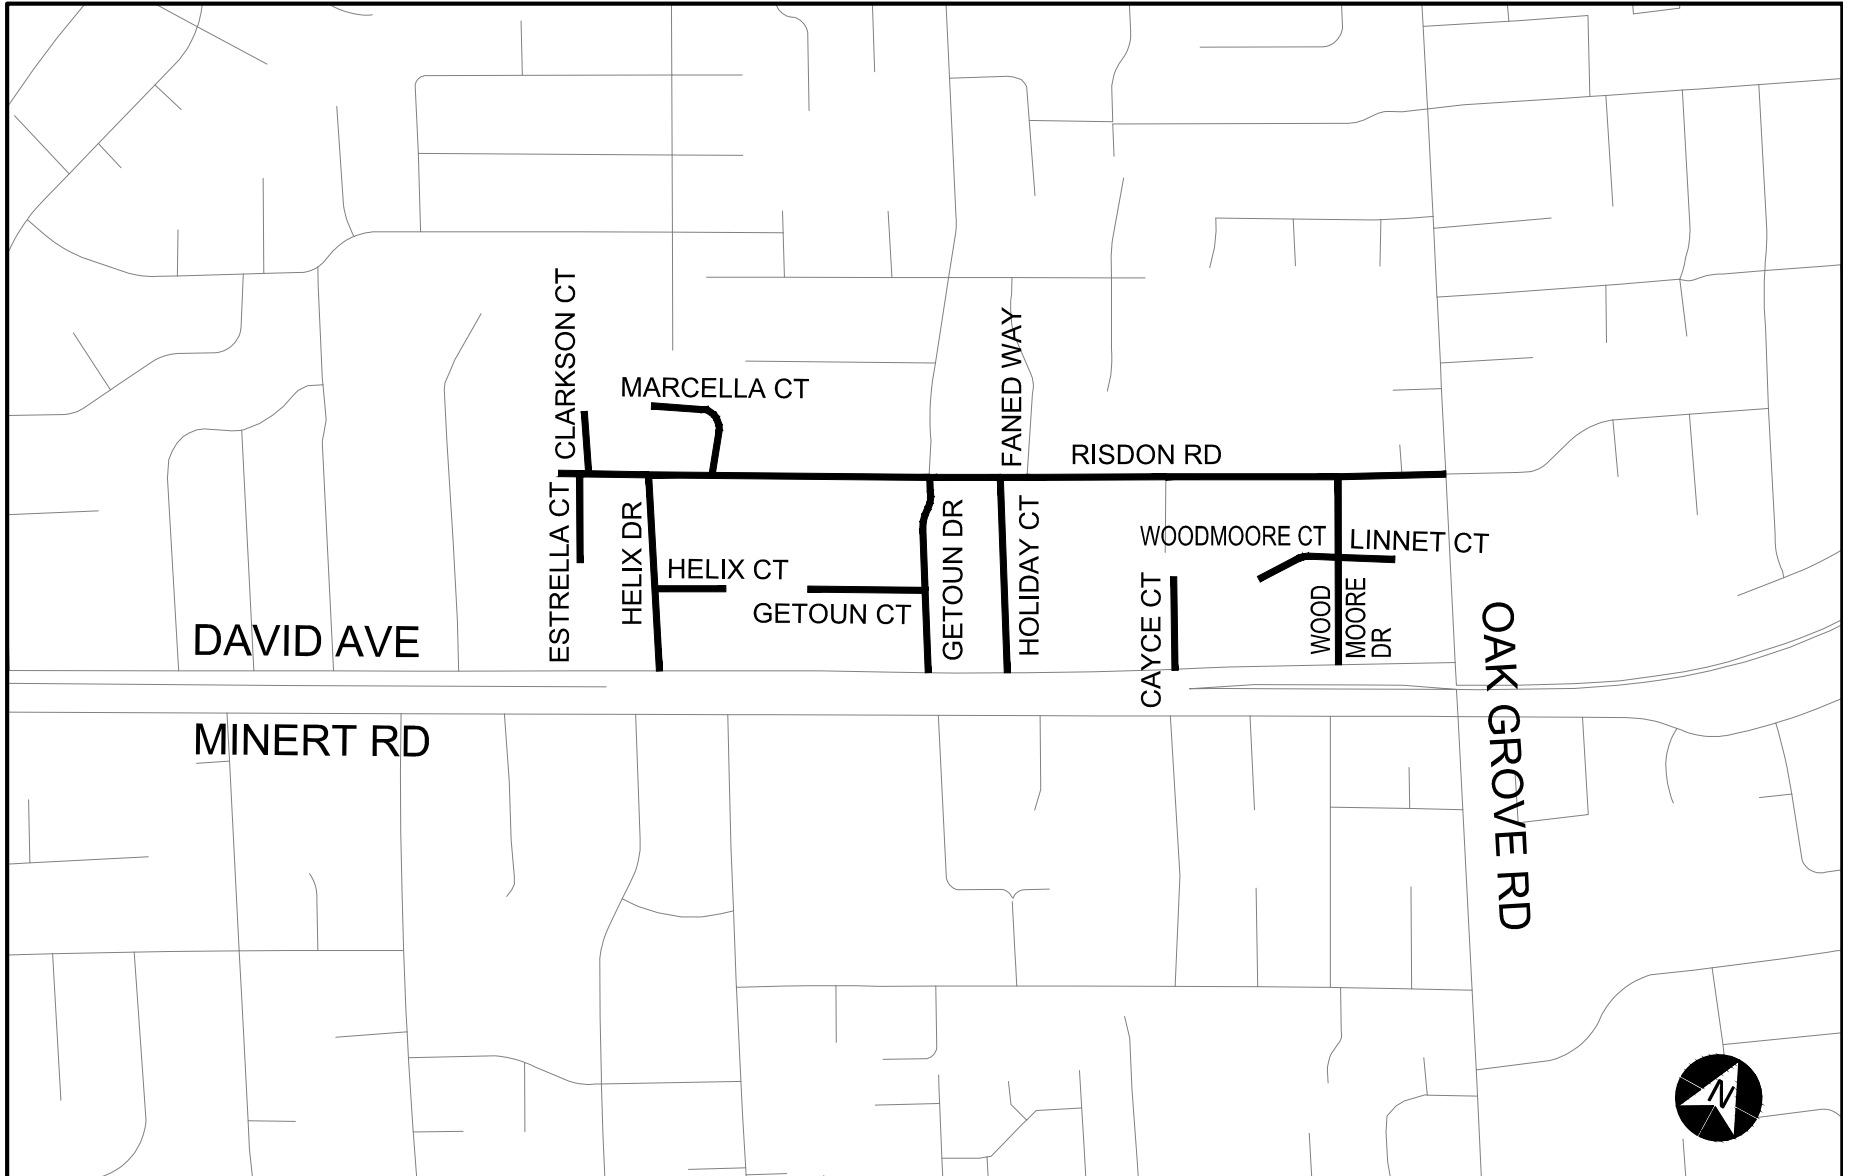 CLARKSON CT
MARCELLA CT
FANED WAY
RISDON RD
ESTRELLA CT
HELIX DR
HELIX CT
GETOUN CT
GETOUN DR
HOLIDAY CT
WOODMOORE CT
LINNET CT
CAYCE CT
WOOD
MOORE
DR
DAVID AVE
MINERT RD
OAK GROVE RD
N